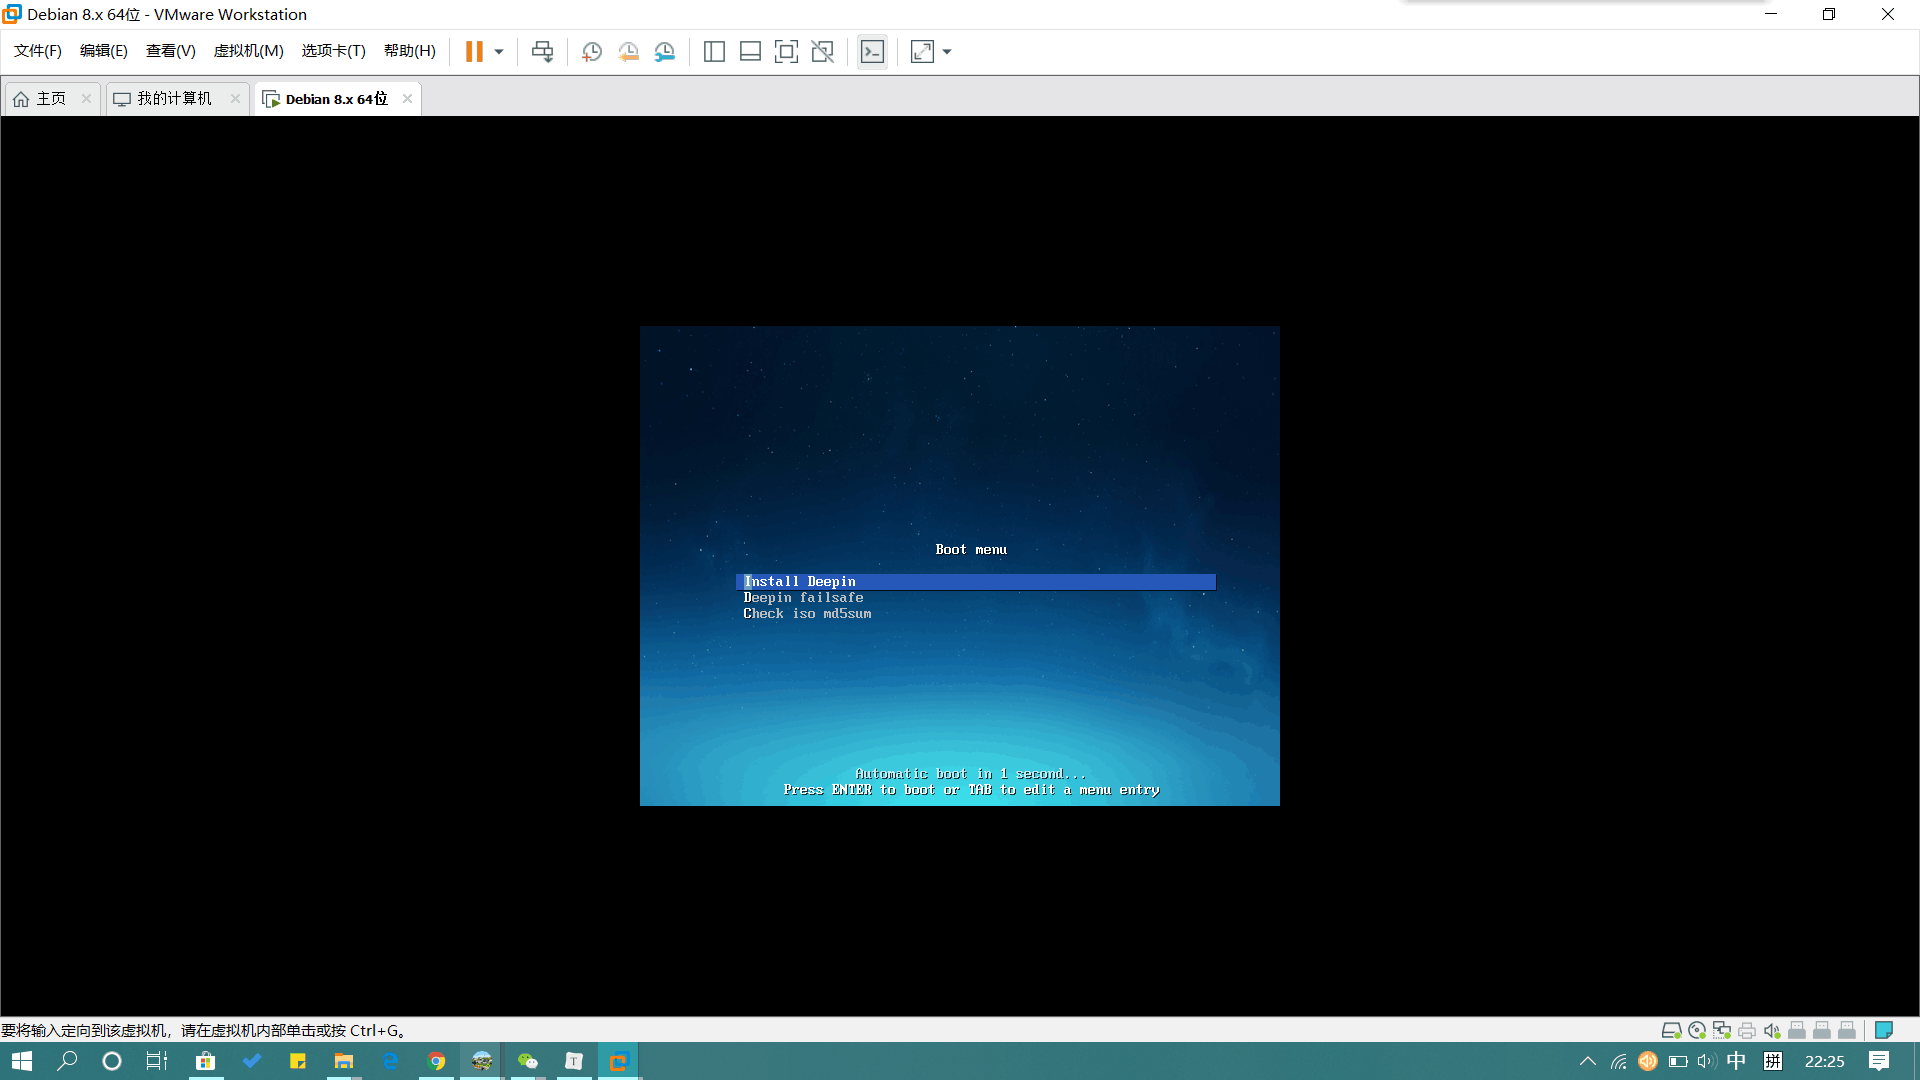 Debian 8.x 64位 - VMware Workstation
文件(F) 编辑(E) 查看(V) 虚拟机(M) 选项卡(T) 帮助(H)
主页 我的计算机 Debian 8.x 64位
Boot menu
Install Deepin
Deepin failsafe
Check iso md5sum
Automatic boot in 1 second...
Press ENTER to boot or TAB to edit a menu entry
要将输入定向到该虚拟机，请在虚拟机内部单击或按 Ctrl+G。
中 拼 22:25